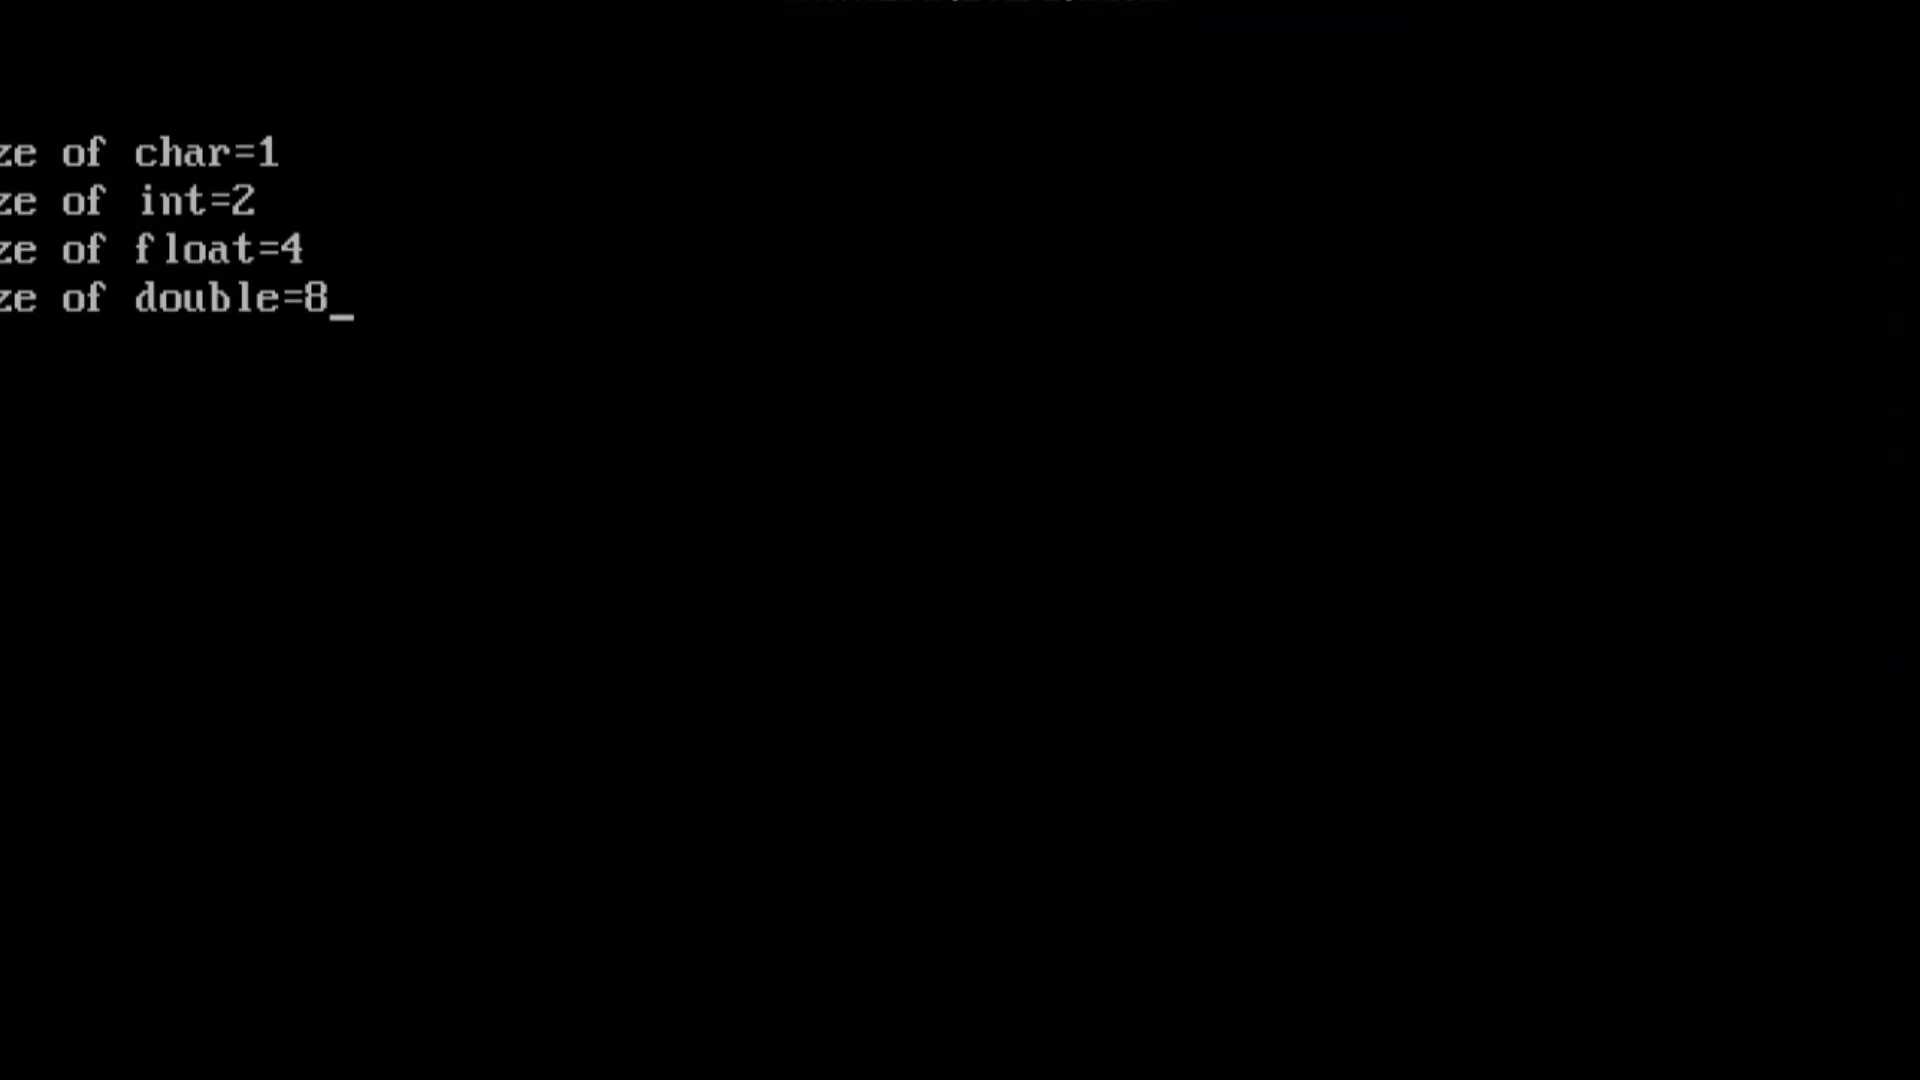 ze of char=1
ze of int=2
ze of float=4
ze of double=8_